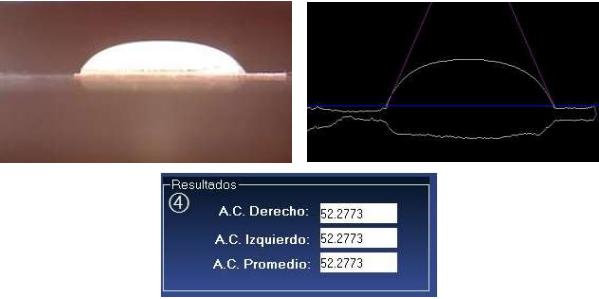 Resultados
④
A.C. Derecho: 52.2773
A.C. Izquierdo: 52.2773
A.C. Promedio: 52.2773